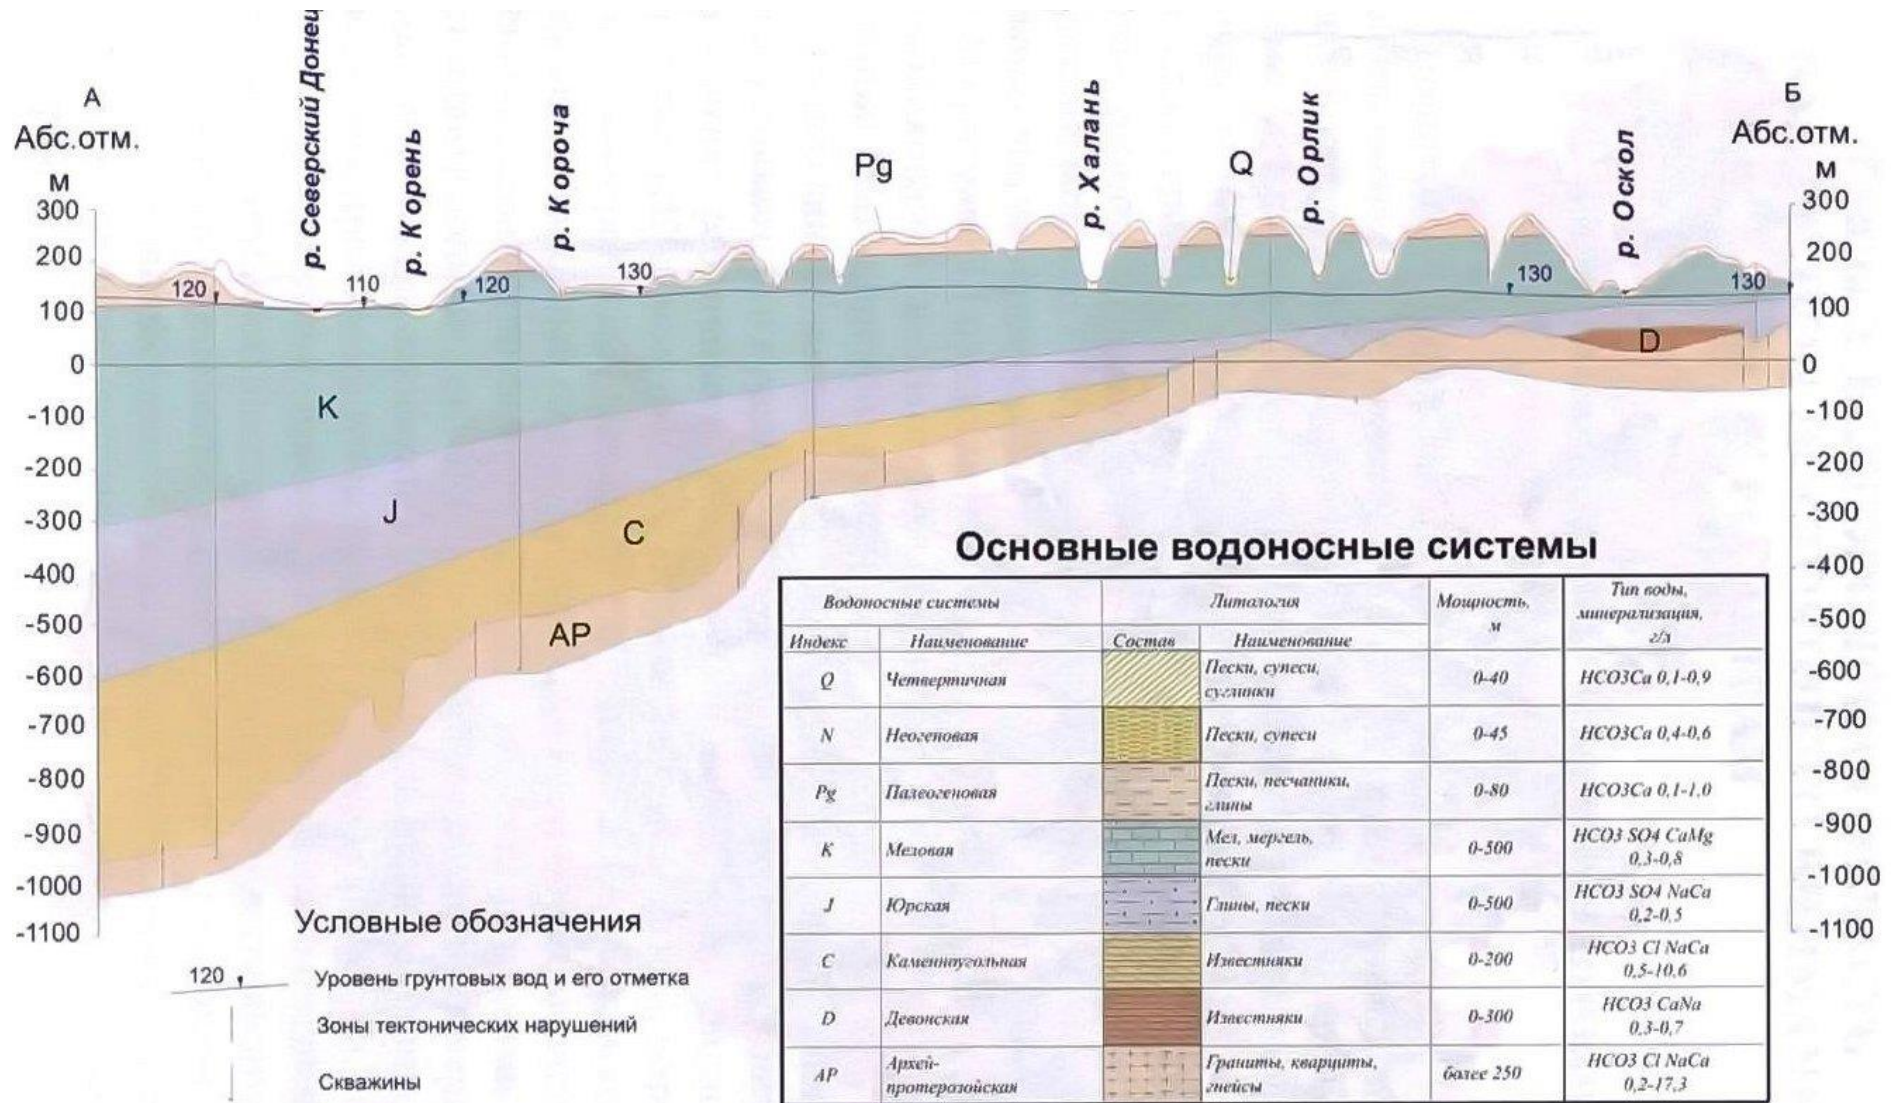 А
Абс.отм.
м
р. Северский Донец
р. Корень
р. Короча
Pg
р. Халань
Q
р. Орлик
р. Оскол
Б
Абс.отм.
м
300
200
100
0
-100
-200
-300
-400
-500
-600
-700
-800
-900
-1000
-1100
120
110
120
130
130
130
K
J
C
AP
D
300
200
100
0
-100
-200
-300
-400
-500
-600
-700
-800
-900
-1000
-1100
Условные обозначения
120
Уровень грунтовых вод и его отметка
Зоны тектонических нарушений
Скважины
Основные водоносные системы
Водоносные системы Литология Мощность, м Тип воды, минерализация, г/л
Индекс Наименование Состав Наименование
Q Четвертичная Пески, супеси, суглинки 0-40 HCO3Ca 0,1-0,9
N Неогеновая Пески, супеси 0-45 HCO3Ca 0,4-0,6
Pg Палеогеновая Пески, песчаники, глины 0-80 HCO3Ca 0,1-1,0
K Меловая Мел, мергель, пески 0-500 HCO3 SO4 CaMg 0,3-0,8
J Юрская Глины, пески 0-500 HCO3 SO4 NaCa 0,2-0,5
C Каменноугольная Известняки 0-200 HCO3 Cl NaCa 0,5-10,6
D Девонская Известняки 0-300 HCO3 CaNa 0,3-0,7
AP Архей-протерозойская Граниты, кварциты, гнейсы более 250 HCO3 Cl NaCa 0,2-17,3